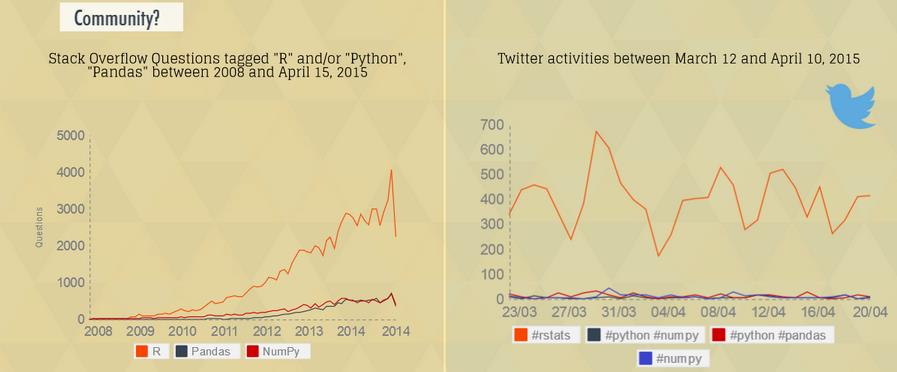 Community?
Stack Overflow Questions tagged "R" and/or "Python",
"Pandas" between 2008 and April 15, 2015
5000
4000
3000
2000
1000
0
Questions
2008 2009 2010 2011 2012 2013 2014 2014
R Pandas NumPy
Twitter activities between March 12 and April 10, 2015
700
600
500
400
300
200
100
0
23/03 27/03 31/03 04/04 08/04 12/04 16/04 20/04
#rstats #python #numpy #python #pandas
#numpy